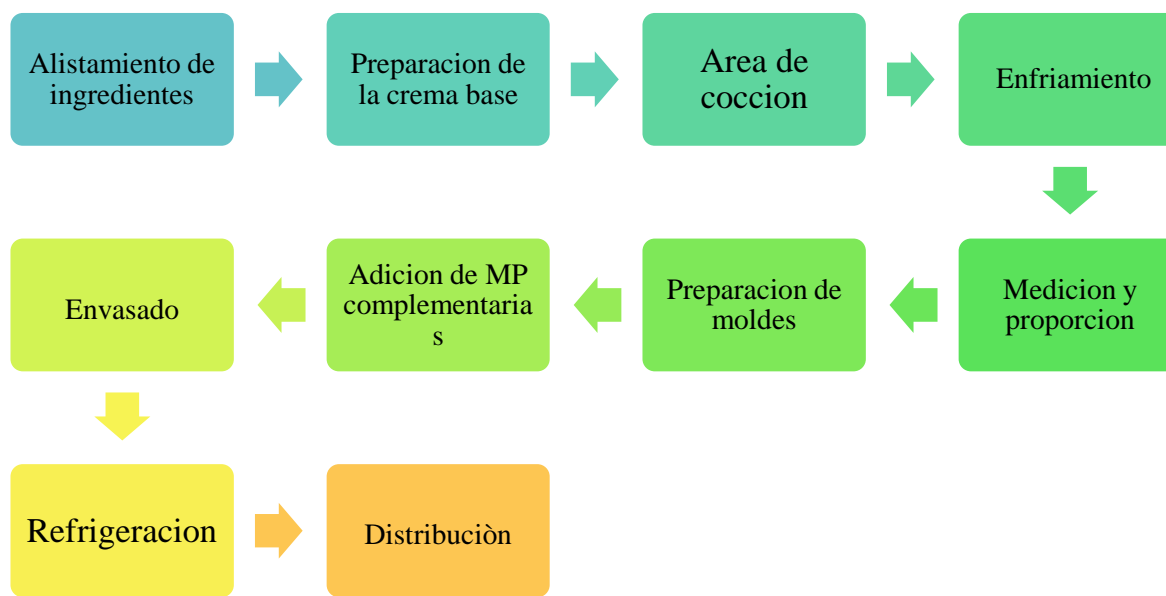 Alistamiento de
ingredientes
Preparacion de
la crema base
Area de
coccion
Enfriamiento
Medicion y
proporcion
Preparacion de
moldes
Adicion de MP
complementaria
s
Envasado
Refrigeracion
Distribuciòn